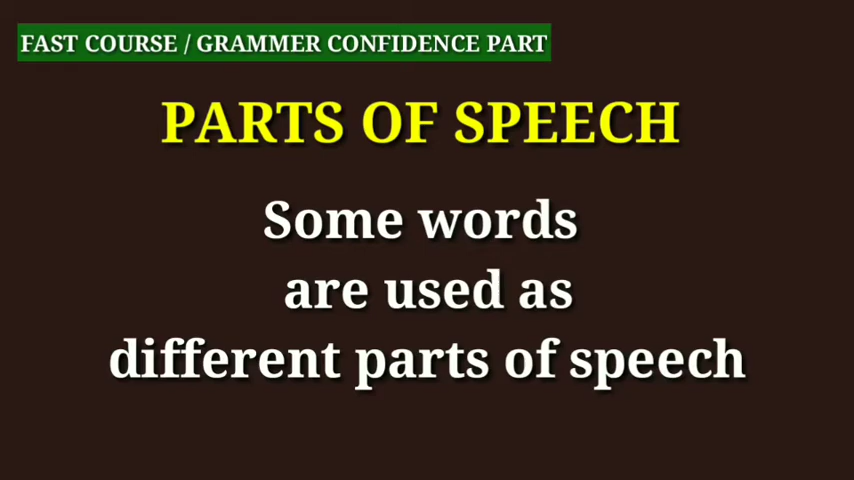 FAST COURSE / GRAMMER CONFIDENCE PART
PARTS OF SPEECH
Some words
are used as
different parts of speech